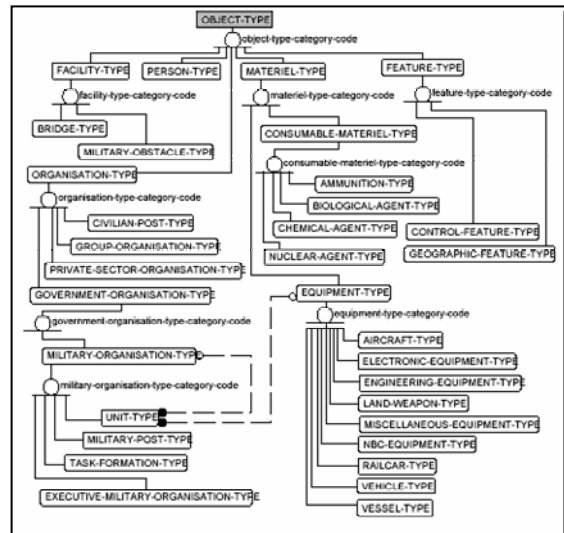 OBJECT-TYPE
object-type-category-code
FACILITY-TYPE
PERSON-TYPE
MATERIEL-TYPE
FEATURE-TYPE
facility-type-category-code
materiel-type-category-code
feature-type-category-code
BRIDGE-TYPE
MILITARY-OBSTACLE-TYPE
CONSUMABLE-MATERIEL-TYPE
ORGANISATION-TYPE
consumable-materiel-type-category-code
organisation-type-category-code
AMMUNITION-TYPE
BIOLOGICAL-AGENT-TYPE
CIVILIAN-POST-TYPE
CHEMICAL-AGENT-TYPE
CONTROL-FEATURE-TYPE
GROUP-ORGANISATION-TYPE
NUCLEAR-AGENT-TYPE
GEOGRAPHIC-FEATURE-TYPE
PRIVATE-SECTOR-ORGANISATION-TYPE
GOVERNMENT-ORGANISATION-TYPE
EQUIPMENT-TYPE
government-organisation-type-category-code
equipment-type-category-code
MILITARY-ORGANISATION-TYPE
AIRCRAFT-TYPE
ELECTRONIC-EQUIPMENT-TYPE
military-organisation-type-category-code
ENGINEERING-EQUIPMENT-TYPE
LAND-WEAPON-TYPE
UNIT-TYPE
MISCELLANEOUS-EQUIPMENT-TYPE
MILITARY-POST-TYPE
NBC-EQUIPMENT-TYPE
TASK-FORMATION-TYPE
RAILCAR-TYPE
VEHICLE-TYPE
EXECUTIVE-MILITARY-ORGANISATION-TYPE
VESSEL-TYPE